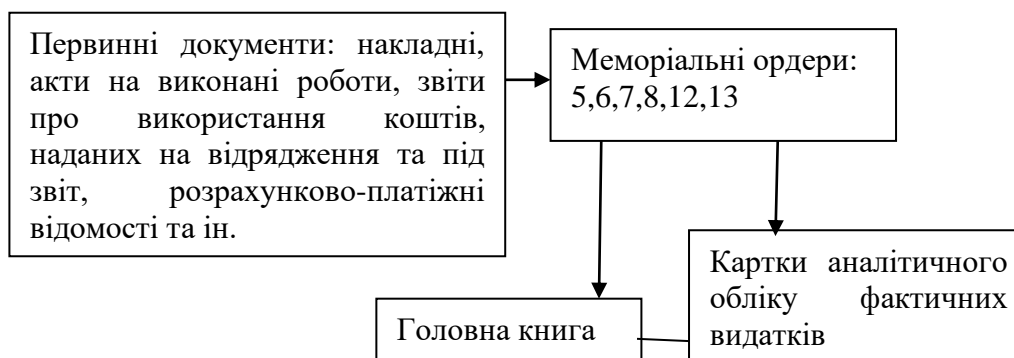 Первинні документи: накладні,
акти на виконані роботи, звіти
про використання коштів,
наданих на відрядження та під
звіт, розрахунково-платіжні
відомості та ін.
Меморіальні ордери:
5,6,7,8,12,13
Картки аналітичного
обліку фактичних
видатків
Головна книга